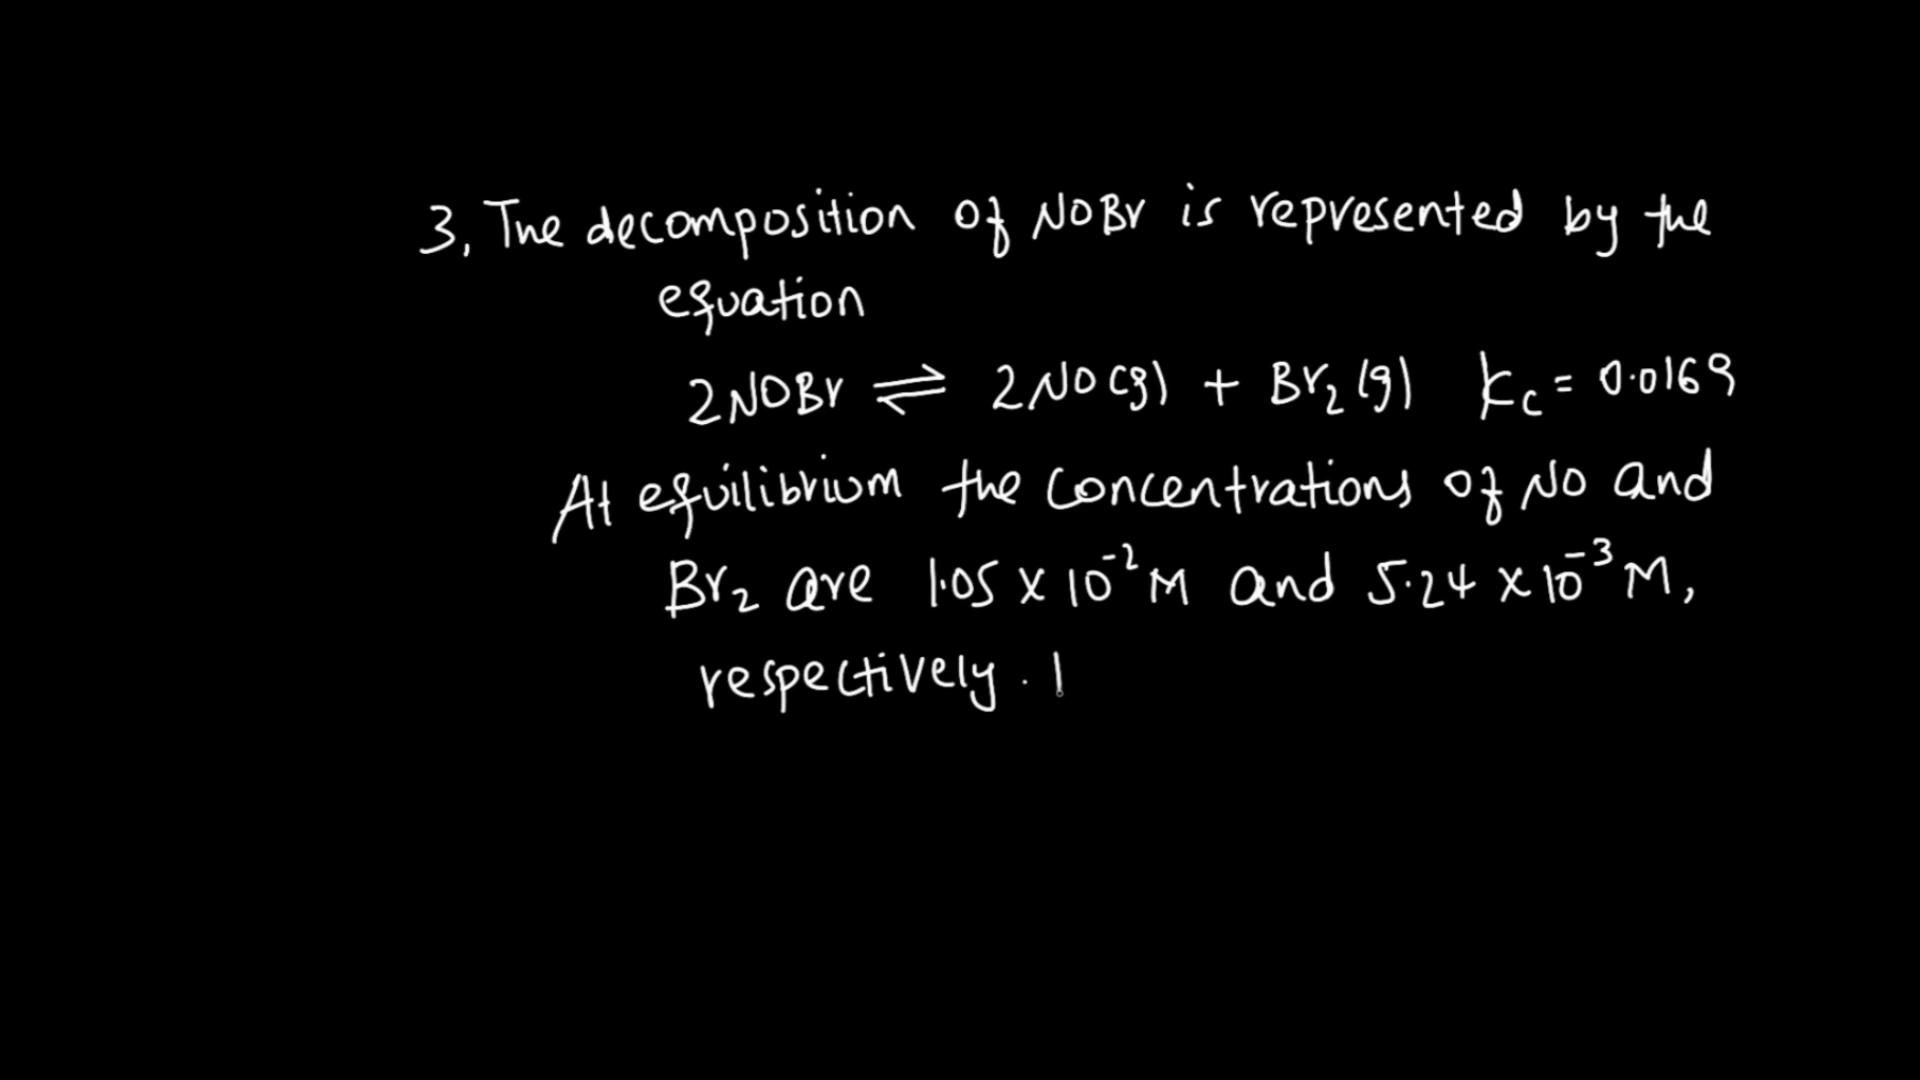 3, The decomposition of NOBr is represented by the
equation
2NOBr ⇌ 2NO(g) + Br₂(g) Kc = 0.0169
At equilibrium the concentrations of NO and
Br₂ are 1.05 x 10⁻² M and 5.24 x 10⁻³ M,
respectively. I